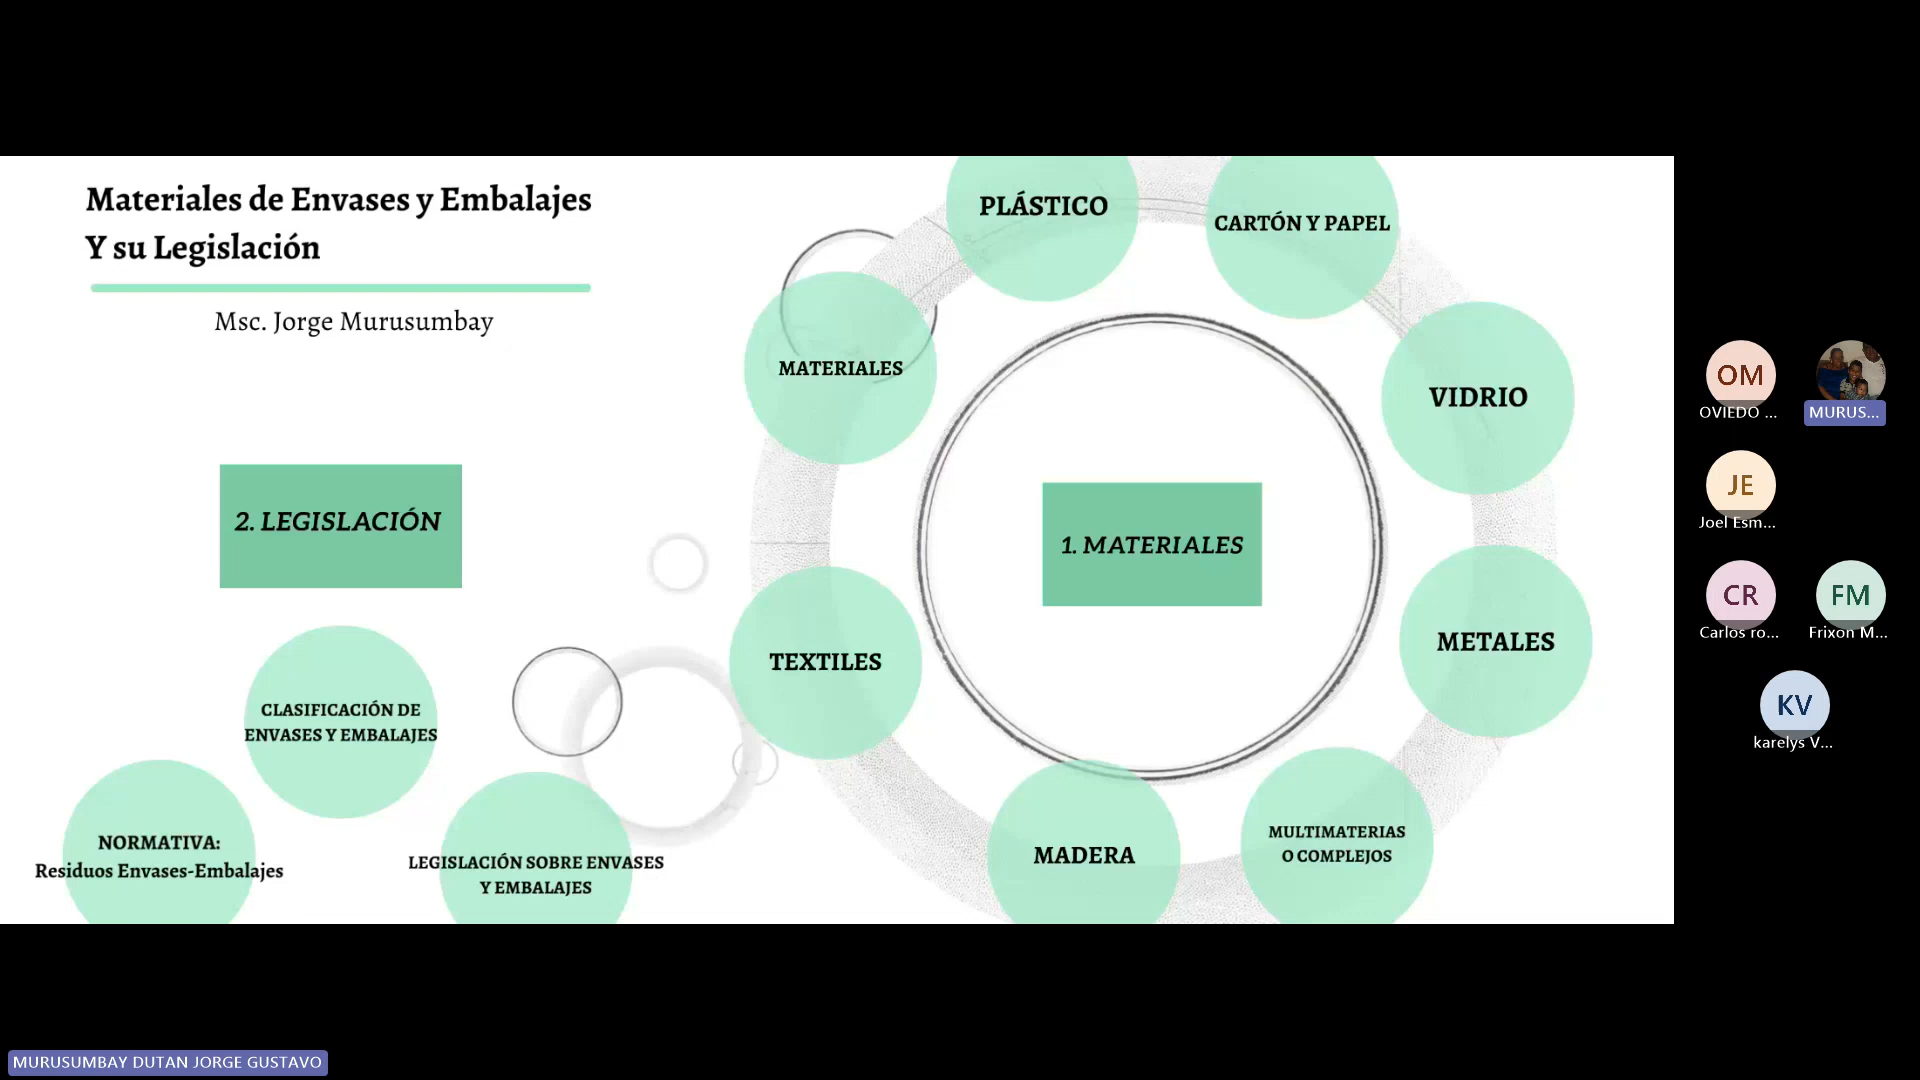 Materiales de Envases y Embalajes
Y su Legislación
Msc. Jorge Murusumbay
2. LEGISLACIÓN
CLASIFICACIÓN DE
ENVASES Y EMBALAJES
NORMATIVA:
Residuos Envases-Embalajes
LEGISLACIÓN SOBRE ENVASES
Y EMBALAJES
1. MATERIALES
MATERIALES
PLÁSTICO
CARTÓN Y PAPEL
VIDRIO
METALES
MULTIMATERIAS
O COMPLEJOS
MADERA
TEXTILES
OM
OVIEDO ...
MURUS...
JE
Joel Esm...
CR
Carlos ro...
FM
Frixon M...
KV
karelys V...
MURUSUMBAY DUTAN JORGE GUSTAVO